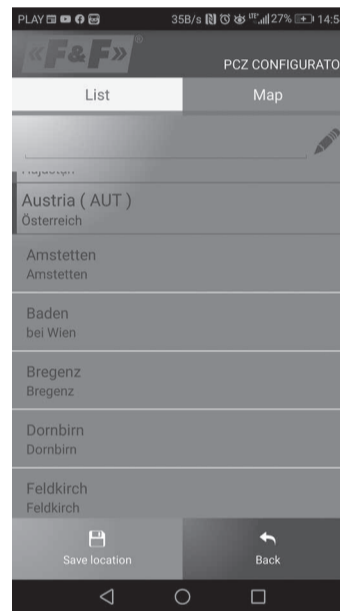 PLAY 35B/s 27% 14:5
«F&F»®
PCZ CONFIGURATO
List Map
Austria ( AUT )
Österreich
Amstetten
Amstetten
Baden
bei Wien
Bregenz
Bregenz
Dornbirn
Dornbirn
Feldkirch
Feldkirch
Save location Back